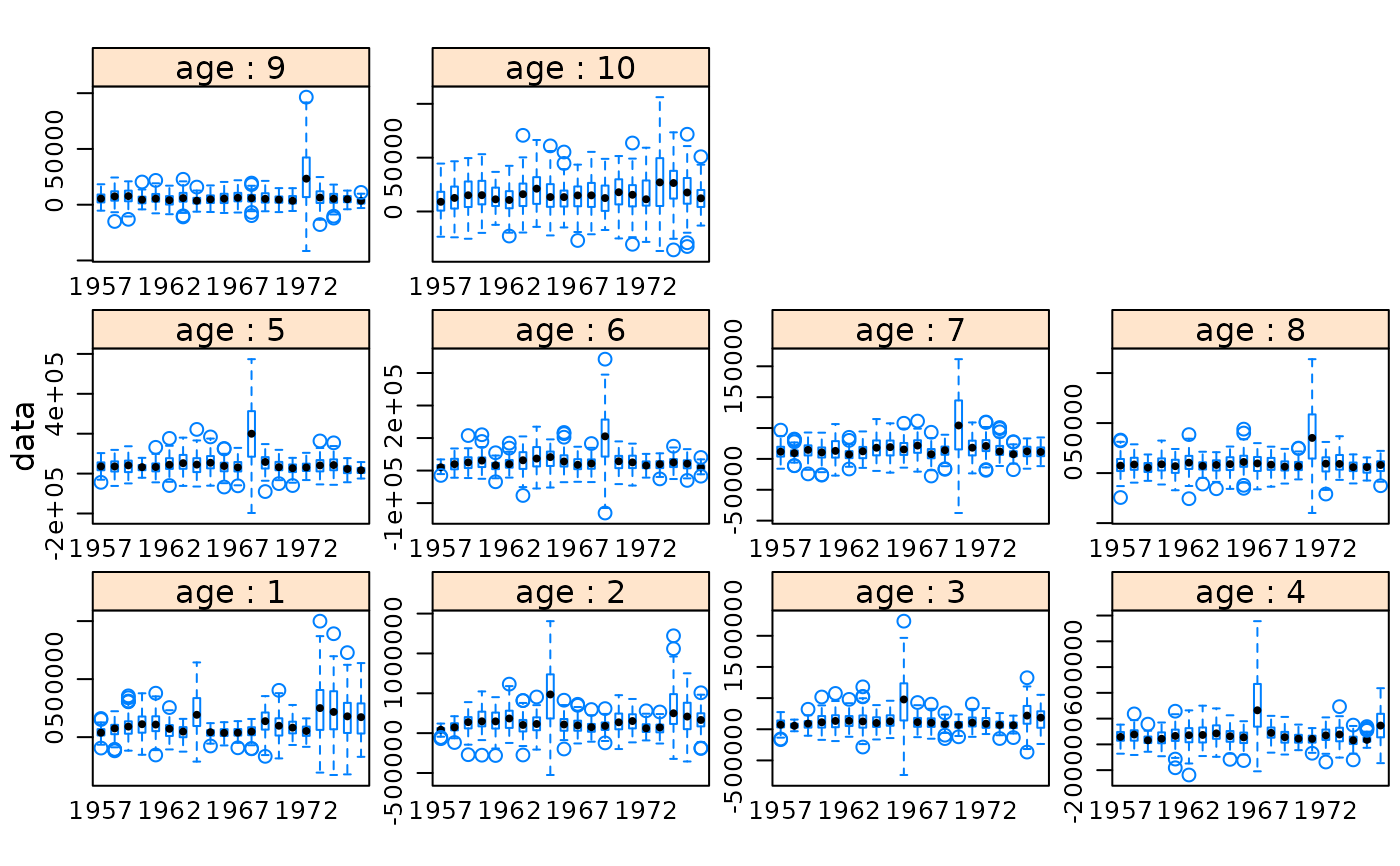 age : 9
age : 10
0 50000
0 50000
1957 1962 1967 1972
1957 1962 1967 1972
age : 5
age : 6
age : 7
age : 8
data
-2e+05 4e+05
-1e+05 2e+05
-50000 150000
0 50000
1957 1962 1967 1972
1957 1962 1967 1972
1957 1962 1967 1972
1957 1962 1967 1972
age : 1
age : 2
age : 3
age : 4
0 500000
-500000 1000000
-500000 1500000
-200000 0 600000
1957 1962 1967 1972
1957 1962 1967 1972
1957 1962 1967 1972
1957 1962 1967 1972